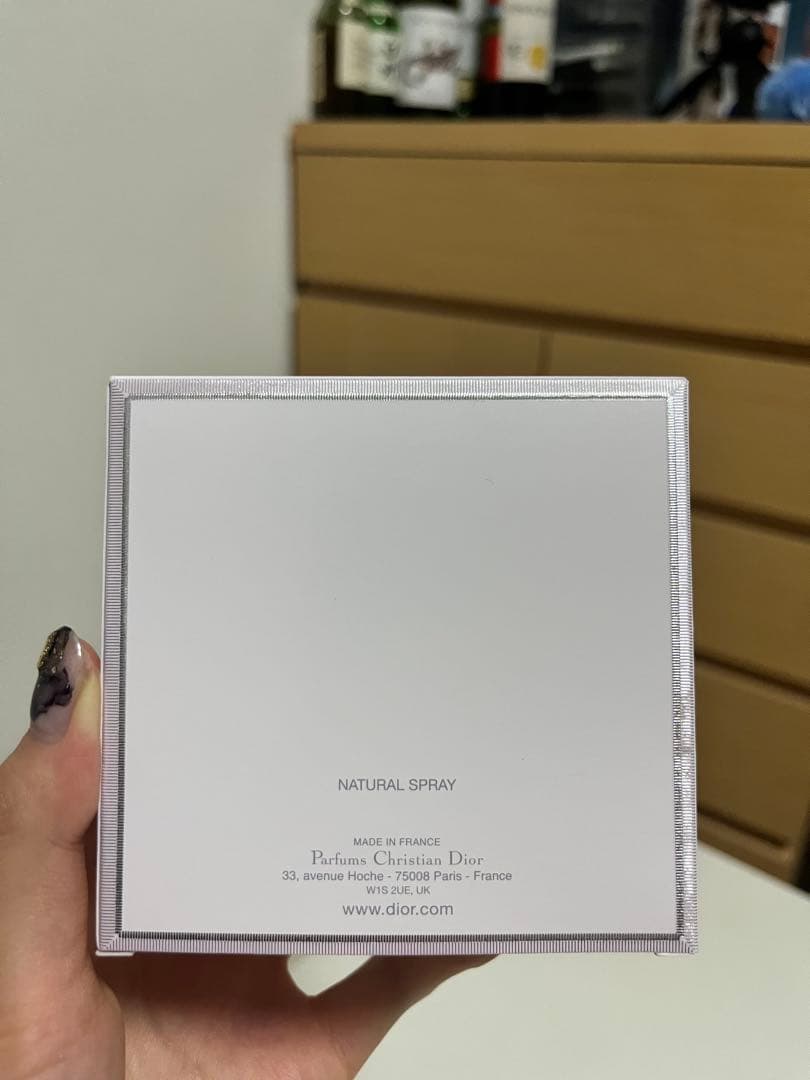 NATURAL SPRAY
MADE IN FRANCE
Parfums Christian Dior
33, avenue Hoche - 75008 Paris - France
W1S 2UE, UK
www.dior.com